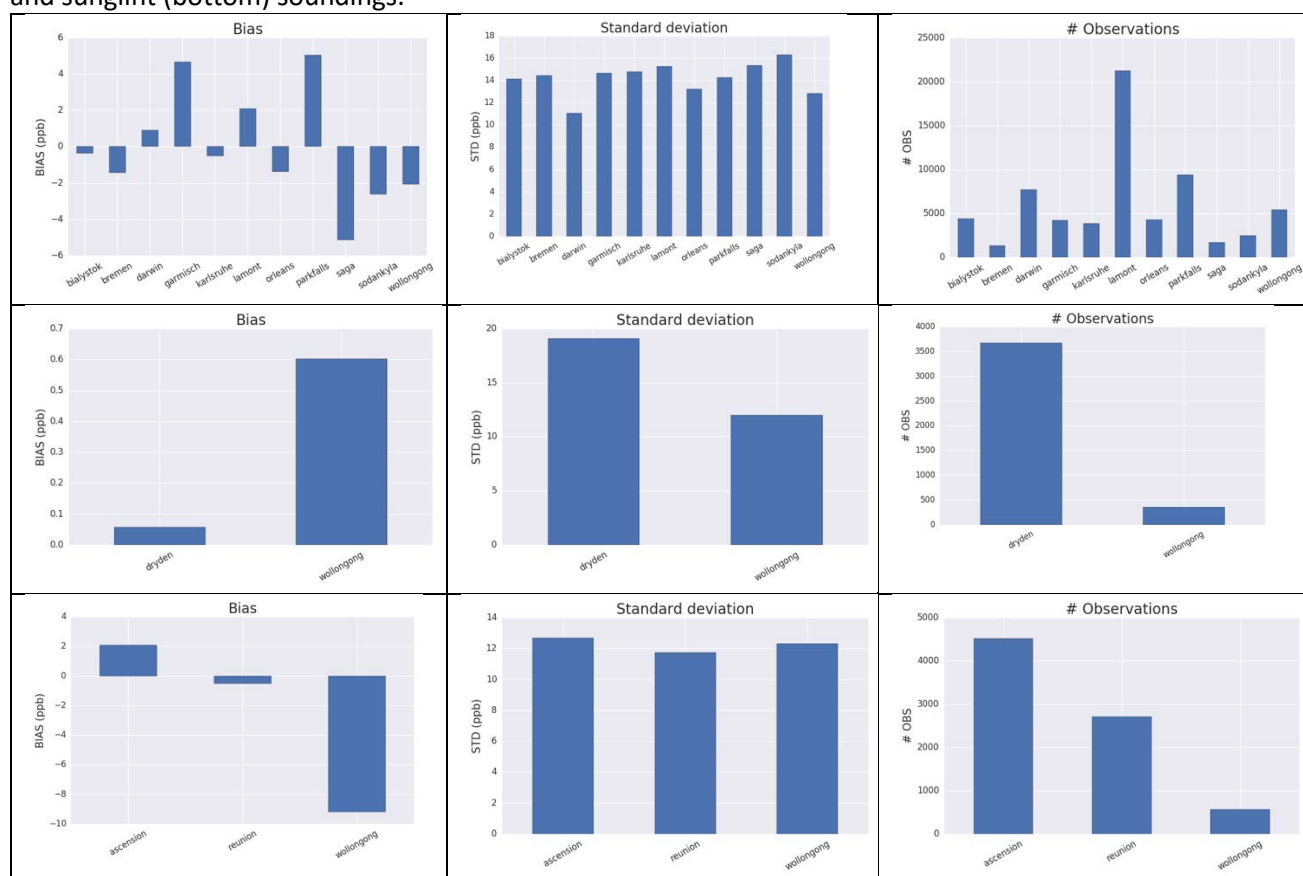 and sunglint (bottom) soundings.
Bias
BIAS (ppb)
6
4
2
0
−2
−4
−6
bialystok
bremen
darwin
garmisch
karlsruhe
lamont
orleans
parkfalls
saga
sodankyla
wollongong
Standard deviation
STD (ppb)
18
16
14
12
10
8
6
4
2
0
bialystok
bremen
darwin
garmisch
karlsruhe
lamont
orleans
parkfalls
saga
sodankyla
wollongong
# Observations
# OBS
25000
20000
15000
10000
5000
0
bialystok
bremen
darwin
garmisch
karlsruhe
lamont
orleans
parkfalls
saga
sodankyla
wollongong
Bias
BIAS (ppb)
0.7
0.6
0.5
0.4
0.3
0.2
0.1
0.0
dryden
wollongong
Standard deviation
STD (ppb)
20
15
10
5
0
dryden
wollongong
# Observations
# OBS
4000
3500
3000
2500
2000
1500
1000
500
0
dryden
wollongong
Bias
BIAS (ppb)
4
2
0
−2
−4
−6
−8
−10
ascension
reunion
wollongong
Standard deviation
STD (ppb)
14
12
10
8
6
4
2
0
ascension
reunion
wollongong
# Observations
# OBS
5000
4000
3000
2000
1000
0
ascension
reunion
wollongong